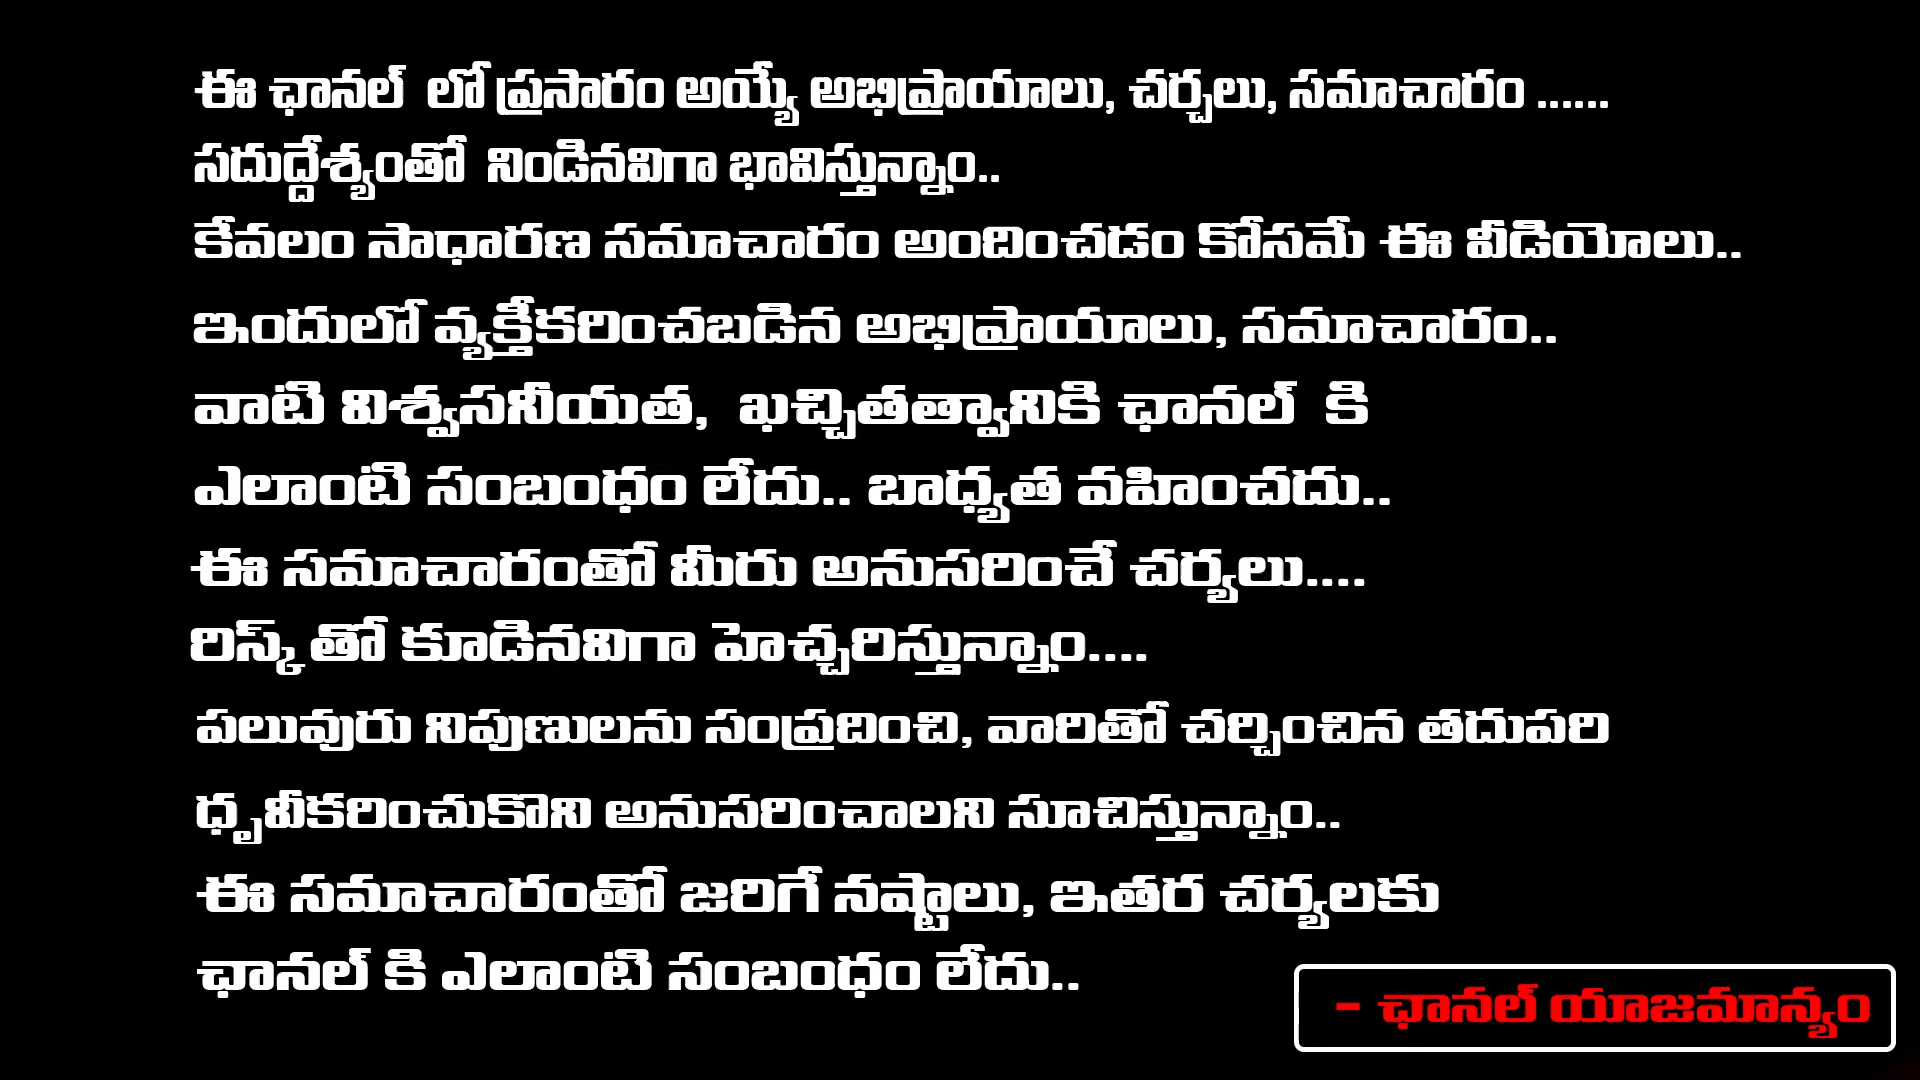 ఈ ఛానల్ లో ప్రసారం అయ్యే అభిప్రాయాలు, చర్చలు, సమాచారం ......
సదుద్దేశ్యంతో నిండినవిగా భావిస్తున్నాం..
కేవలం సాధారణ సమాచారం అందించడం కోసమే ఈ వీడియోలు..
ఇందులో వ్యక్తీకరించబడిన అభిప్రాయాలు, సమాచారం..
వాటి విశ్వసనీయత, ఖచ్చితత్వానికి ఛానల్ కి
ఎలాంటి సంబంధం లేదు.. బాధ్యత వహించదు..
ఈ సమాచారంతో మీరు అనుసరించే చర్యలు....
రిస్క్ తో కూడినవిగా హెచ్చరిస్తున్నాం....
పలువురు నిపుణులను సంప్రదించి, వారితో చర్చించిన తదుపరి
ధృవీకరించుకొని అనుసరించాలని సూచిస్తున్నాం..
ఈ సమాచారంతో జరిగే నష్టాలు, ఇతర చర్యలకు
ఛానల్ కి ఎలాంటి సంబంధం లేదు..
- ఛానల్ యాజమాన్యం